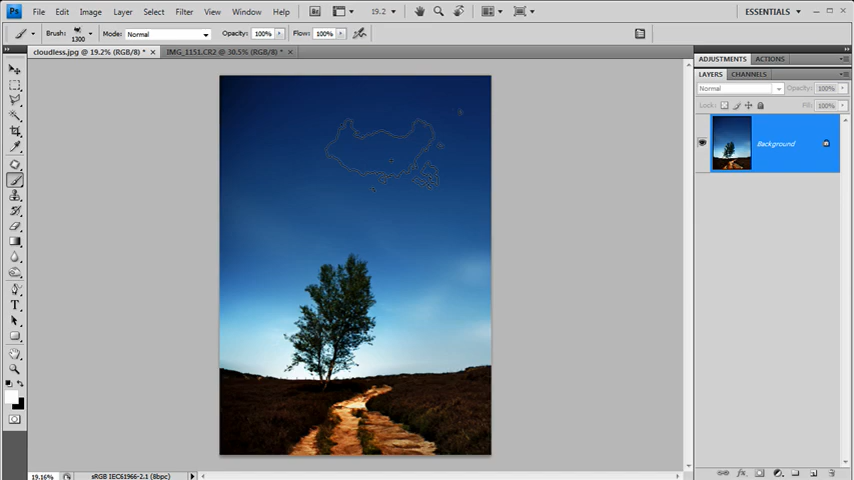 Ps File Edit Image Layer Select Filter View Window Help Br 19.2 ESSENTIALS
Brush: 1300 Mode: Normal Opacity: 100% Flow: 100%
cloudless.jpg @ 19.2% (RGB/8) * × IMG_1151.CR2 @ 30.5% (RGB/8) * ×
ADJUSTMENTS ACTIONS
LAYERS CHANNELS
Normal Opacity: 100%
Lock: Fill: 100%
Background
T
19.16% sRGB IEC61966-2.1 (8bpc)
fx